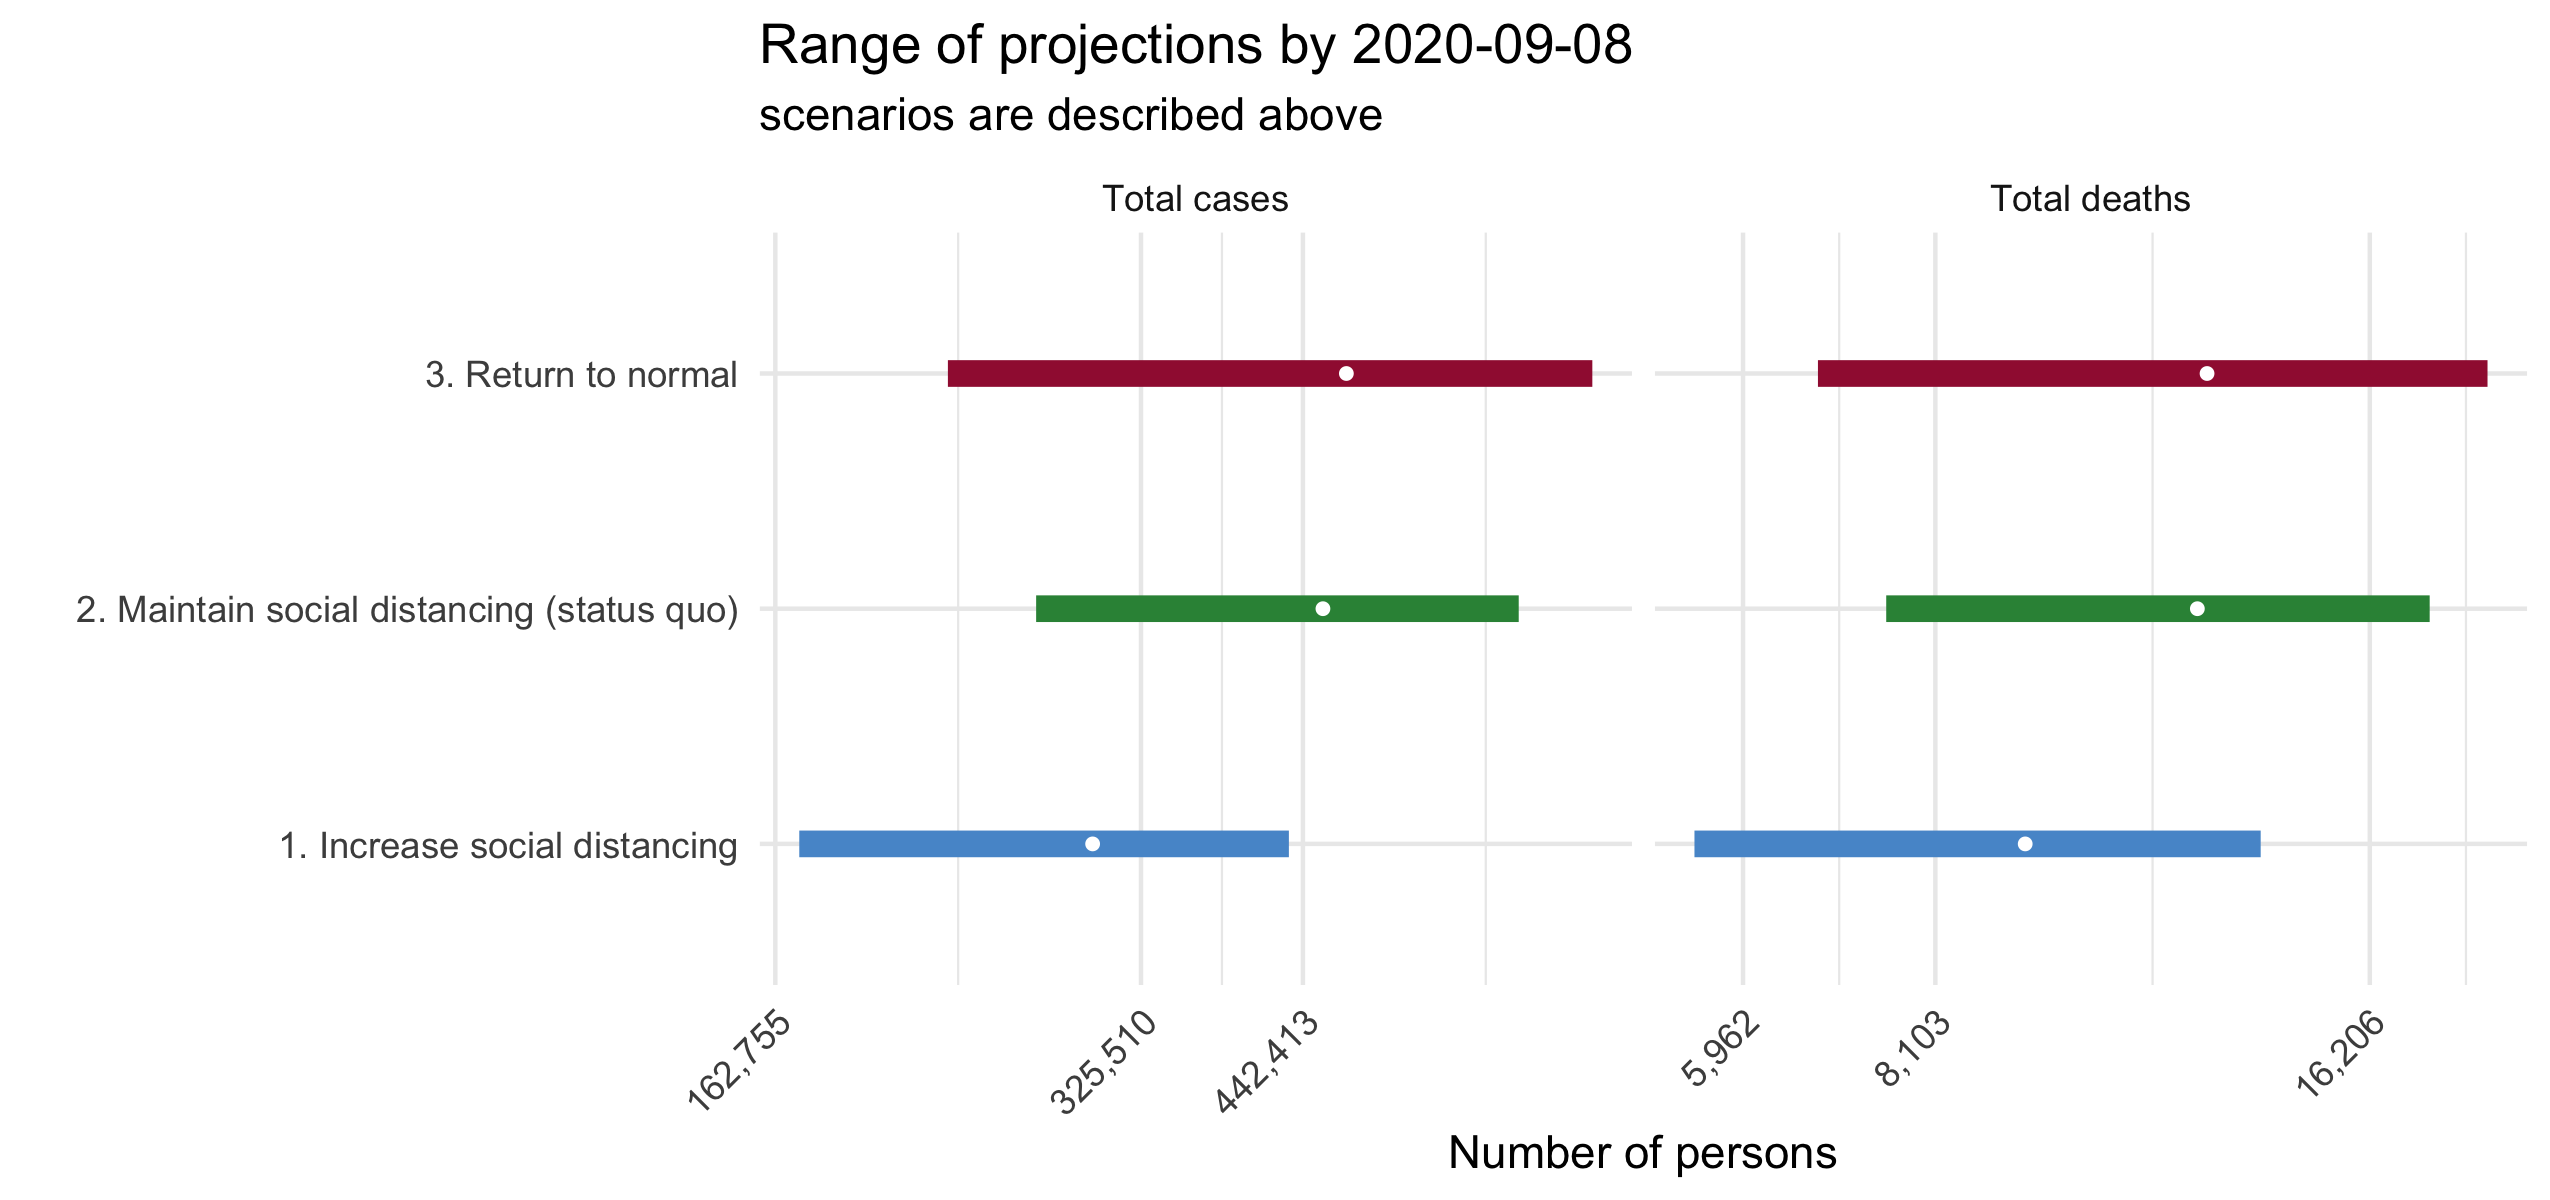 Range of projections by 2020-09-08
scenarios are described above
Total cases
Total deaths
3. Return to normal
2. Maintain social distancing (status quo)
1. Increase social distancing
162,755
325,510
442,413
5,962
8,103
16,206
Number of persons